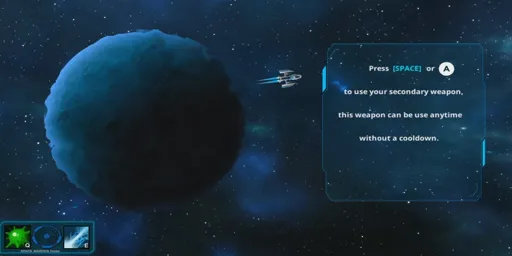 Press [SPACE] or A
to use your secondary weapon,
this weapon can be use anytime
without a cooldown.
Q
E